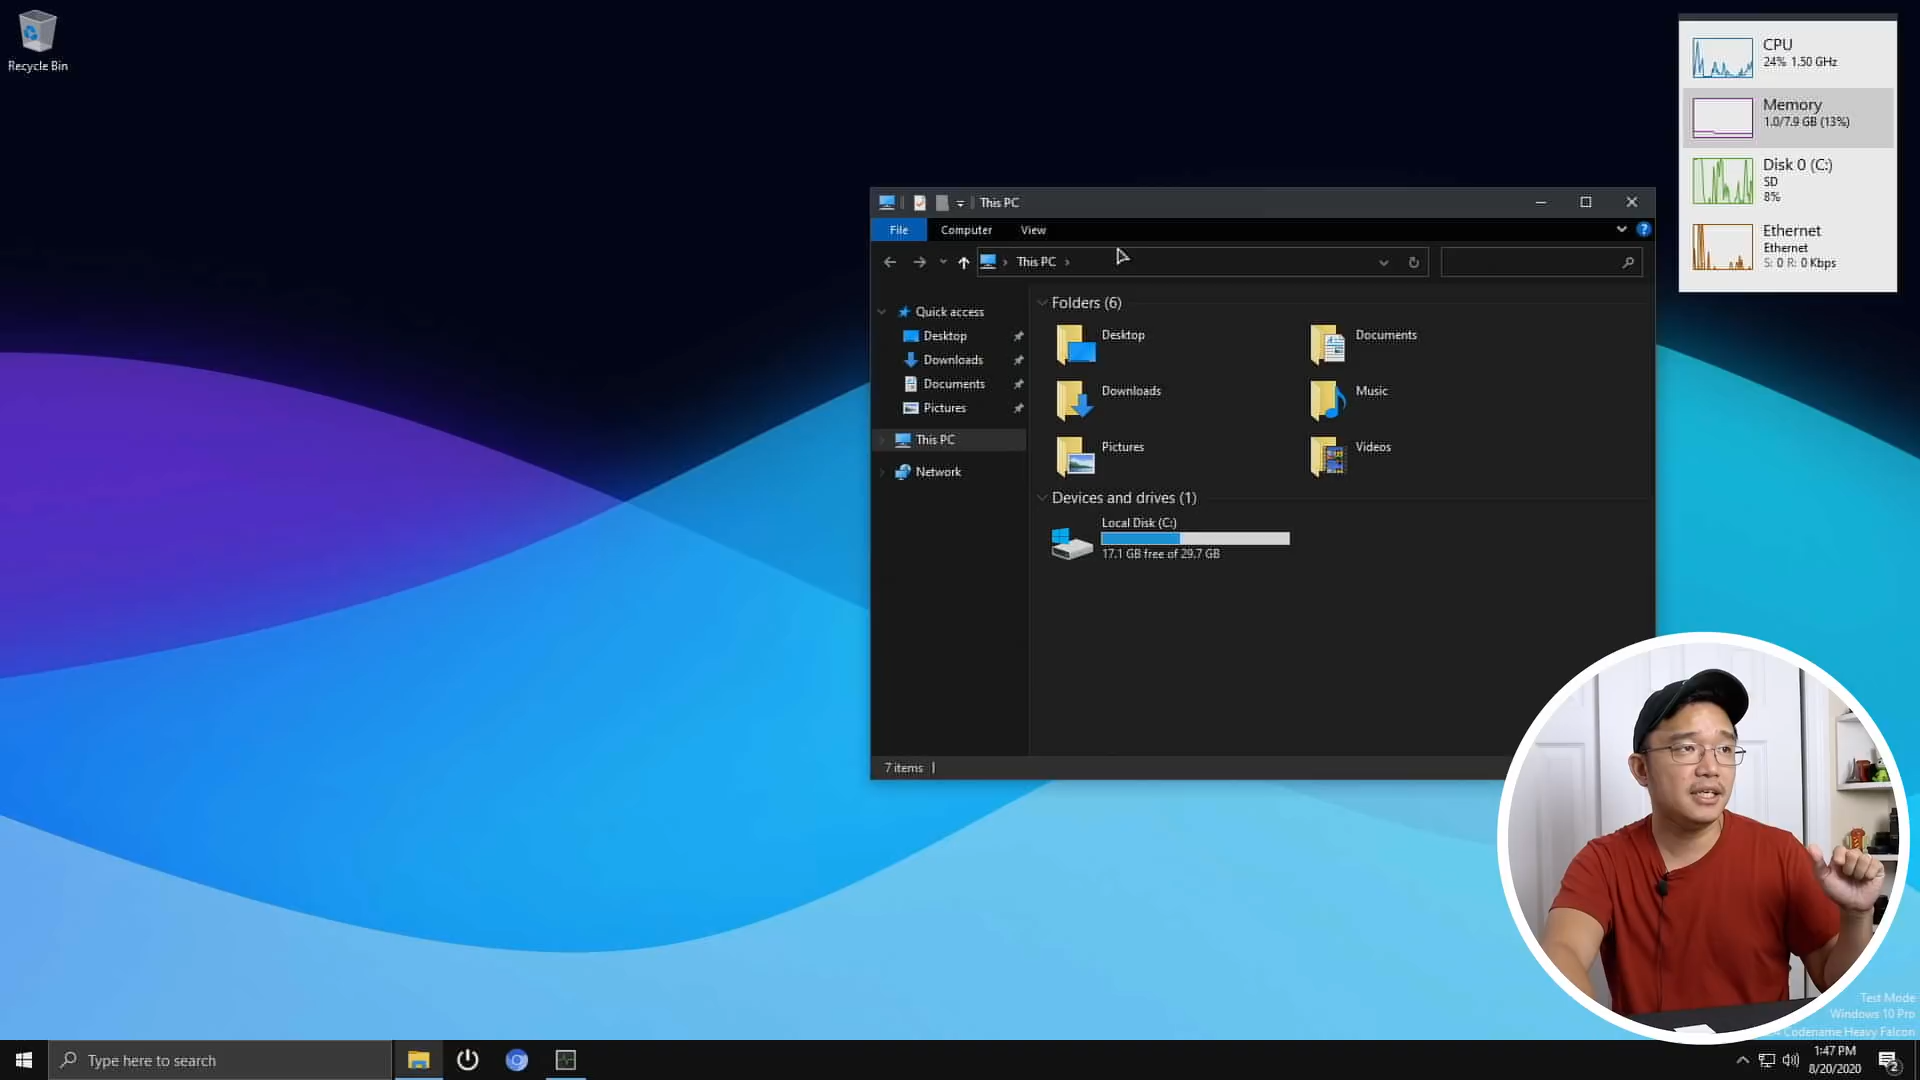 Recycle Bin
CPU
24% 1.50 GHz
Memory
1.0/7.9 GB (13%)
Disk 0 (C:)
SD
8%
Ethernet
Ethernet
S: 0 R: 0 Kbps
This PC
File Computer View
This PC
Quick access
Desktop
Downloads
Documents
Pictures
This PC
Network
Folders (6)
Desktop
Documents
Downloads
Music
Pictures
Videos
Devices and drives (1)
Local Disk (C:)
17.1 GB free of 29.7 GB
7 items
Test Mode
Windows 10 Pro
Codename Heavy Falcon
Type here to search
1:47 PM
8/20/2020
2